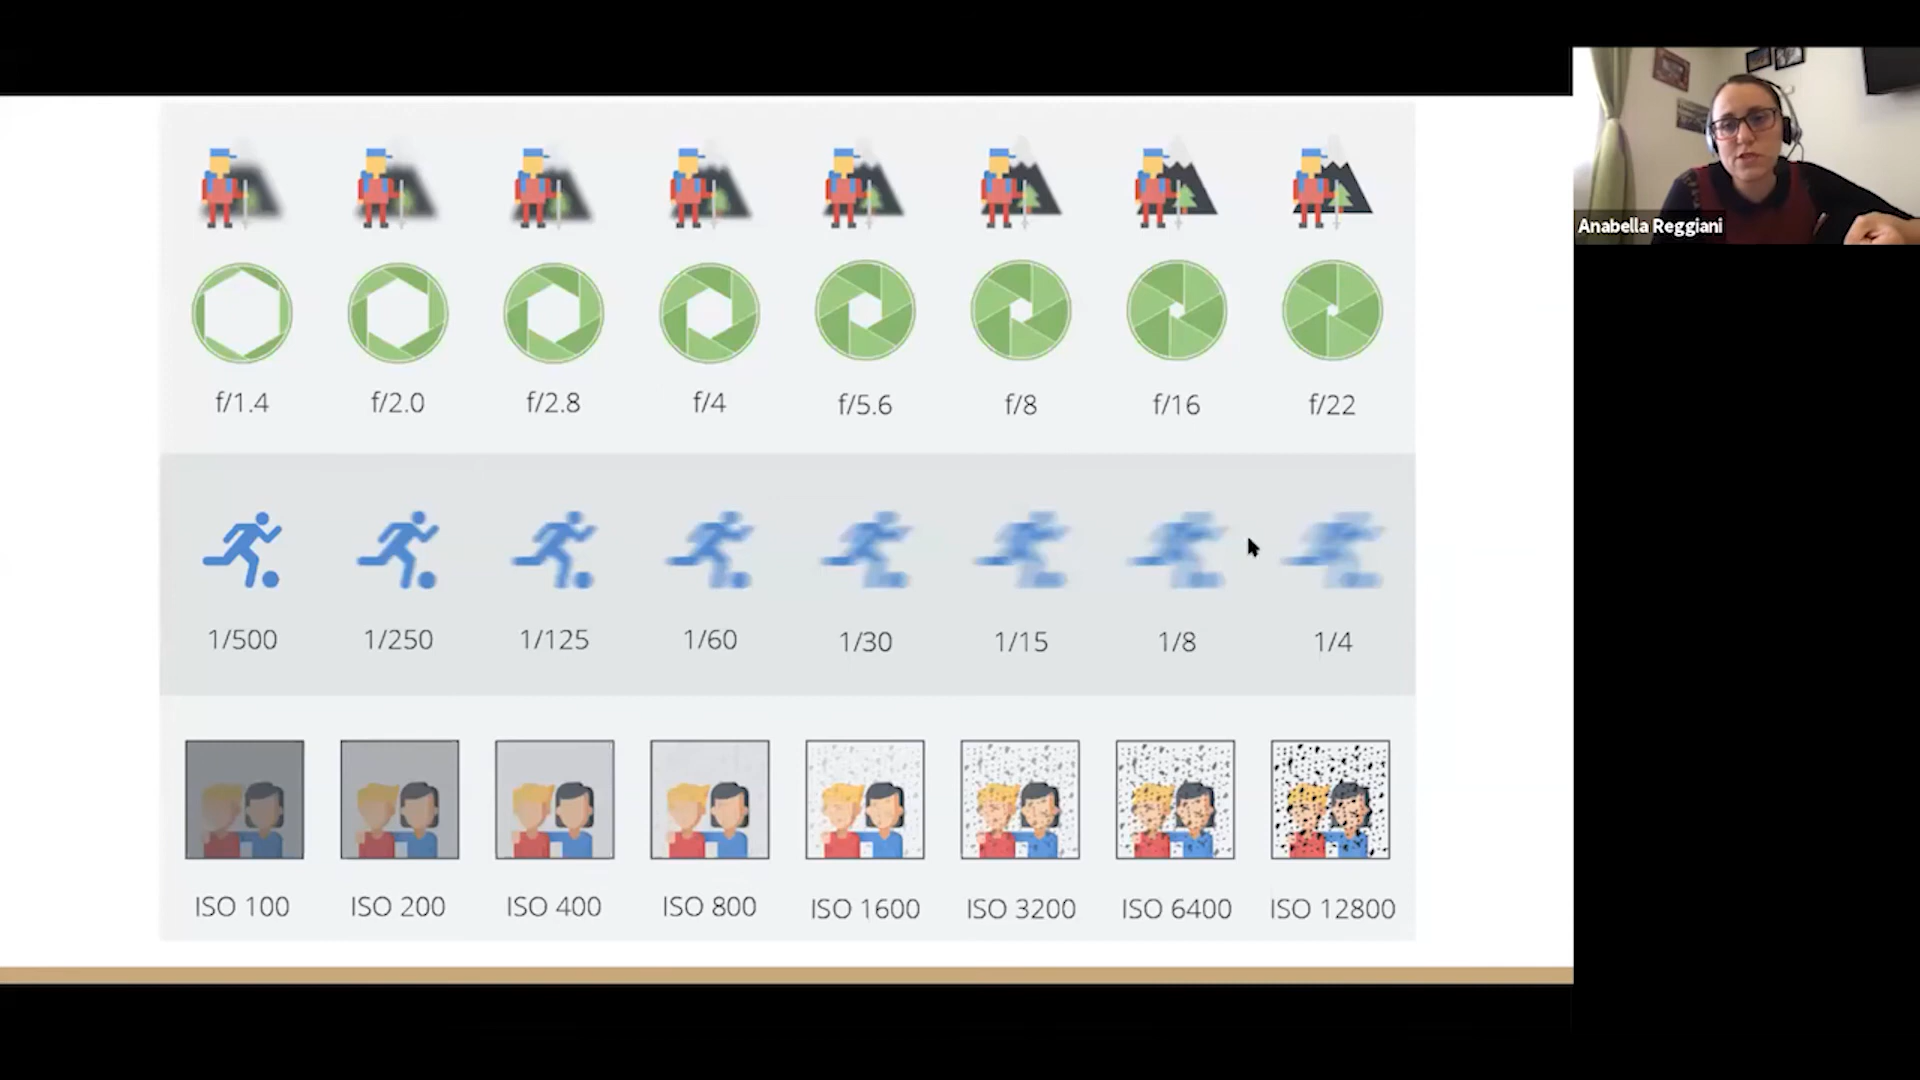 Anabella Reggiani
f/1.4 f/2.0 f/2.8 f/4 f/5.6 f/8 f/16 f/22
1/500 1/250 1/125 1/60 1/30 1/15 1/8 1/4
ISO 100 ISO 200 ISO 400 ISO 800 ISO 1600 ISO 3200 ISO 6400 ISO 12800